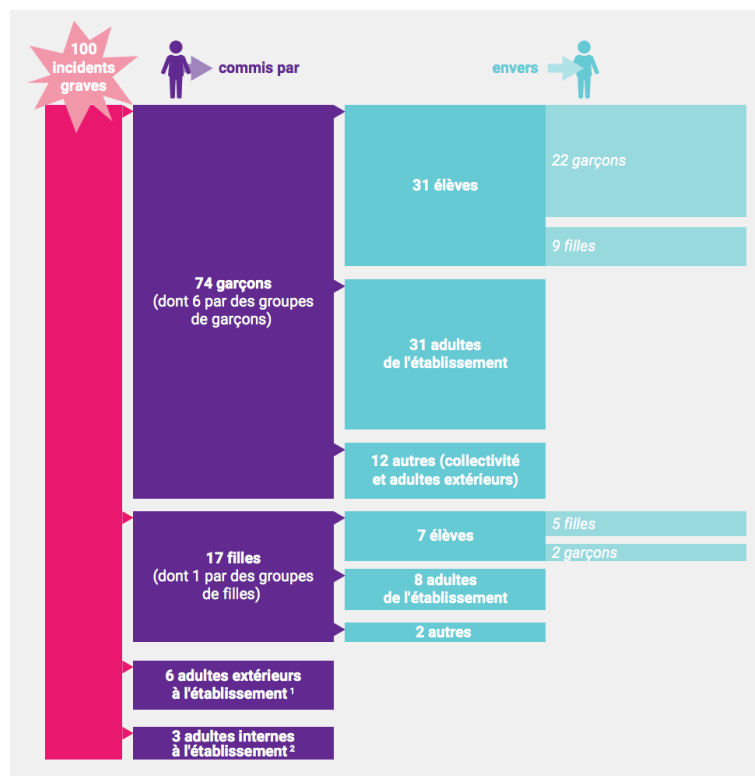 100
incidents
graves
commis par
envers
74 garçons
(dont 6 par des groupes
de garçons)
31 élèves
22 garçons
9 filles
31 adultes
de l'établissement
12 autres (collectivité
et adultes extérieurs)
17 filles
(dont 1 par des groupes
de filles)
7 élèves
5 filles
2 garçons
8 adultes
de l'établissement
2 autres
6 adultes extérieurs
à l'établissement ¹
3 adultes internes
à l'établissement ²